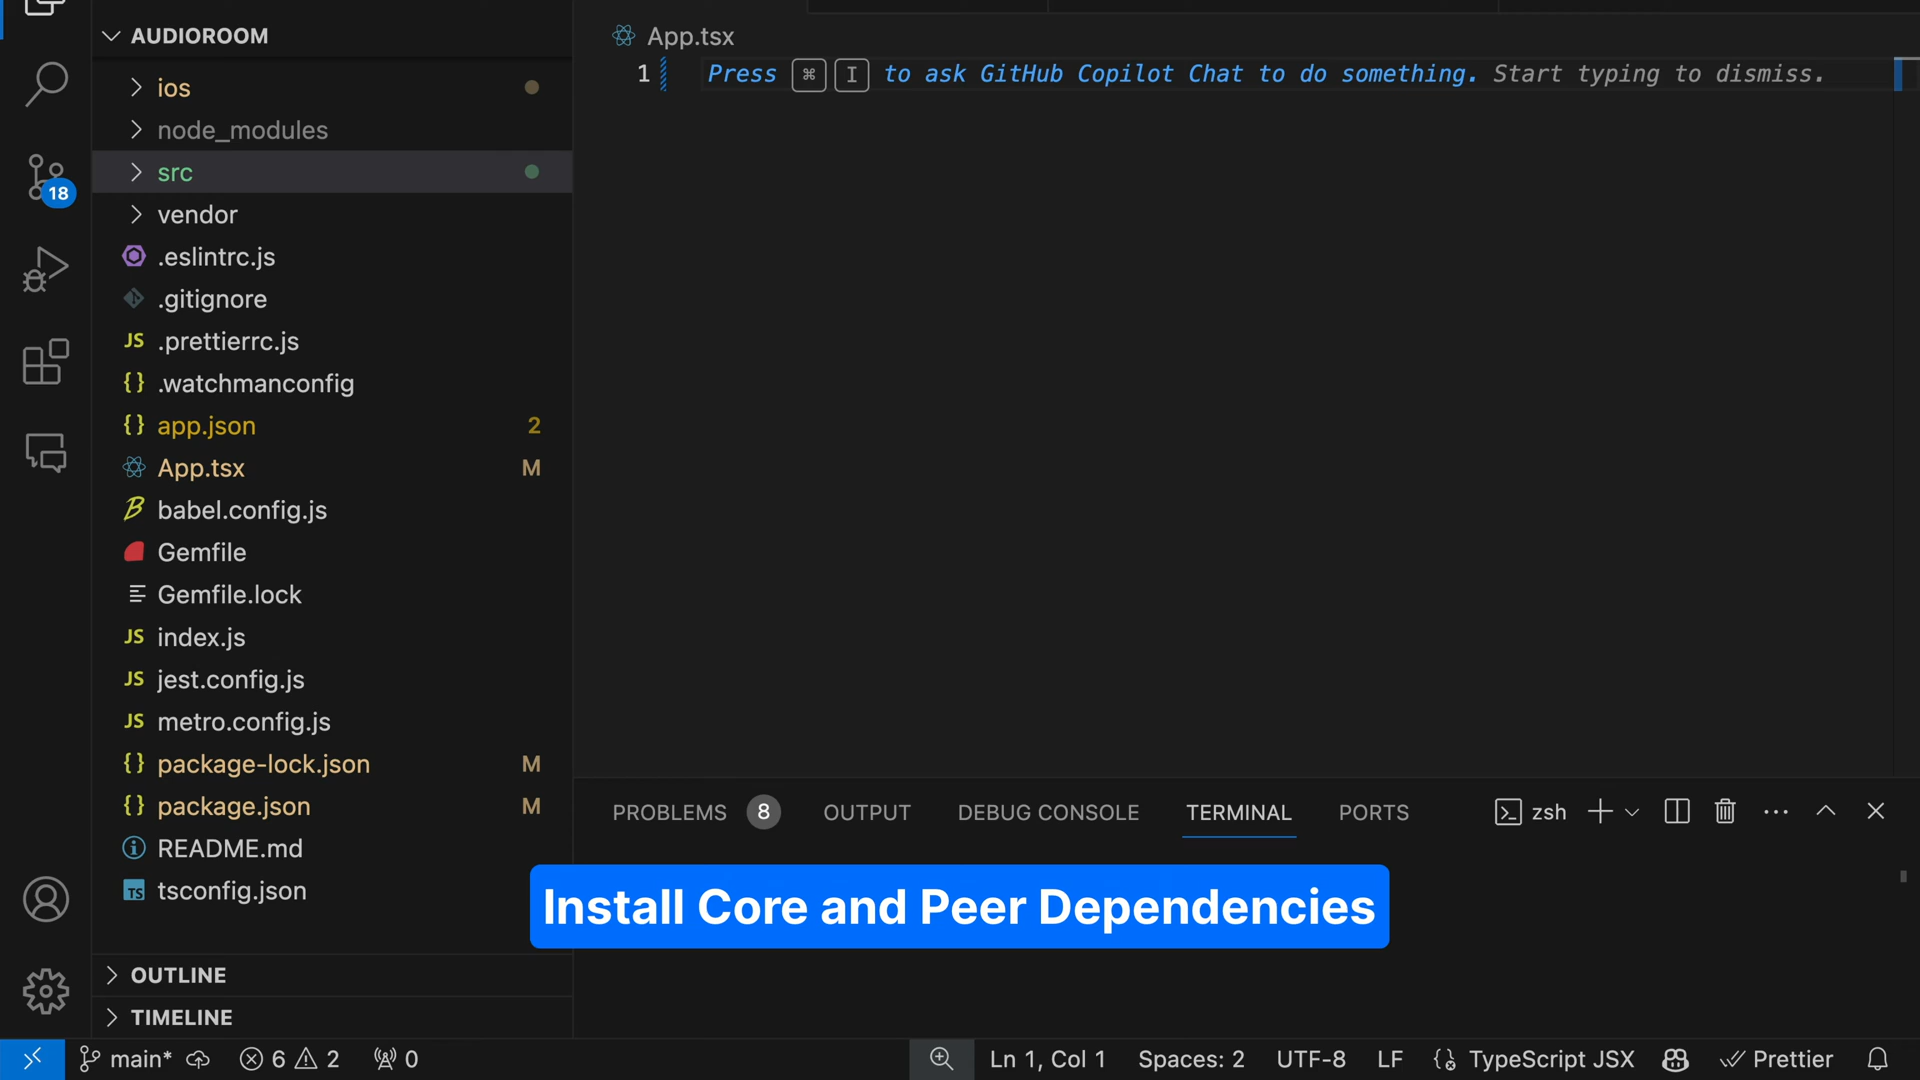 AUDIOROOM
ios
node_modules
src
vendor
.eslintrc.js
.gitignore
.prettierrc.js
.watchmanconfig
app.json 2
App.tsx M
babel.config.js
Gemfile
Gemfile.lock
index.js
jest.config.js
metro.config.js
package-lock.json M
package.json M
README.md
tsconfig.json
OUTLINE
TIMELINE
18
App.tsx
1 Press ⌘ I to ask GitHub Copilot Chat to do something. Start typing to dismiss.
PROBLEMS 8 OUTPUT DEBUG CONSOLE TERMINAL PORTS zsh
Install Core and Peer Dependencies
main* 6 2 0 Ln 1, Col 1 Spaces: 2 UTF-8 LF TypeScript JSX Prettier